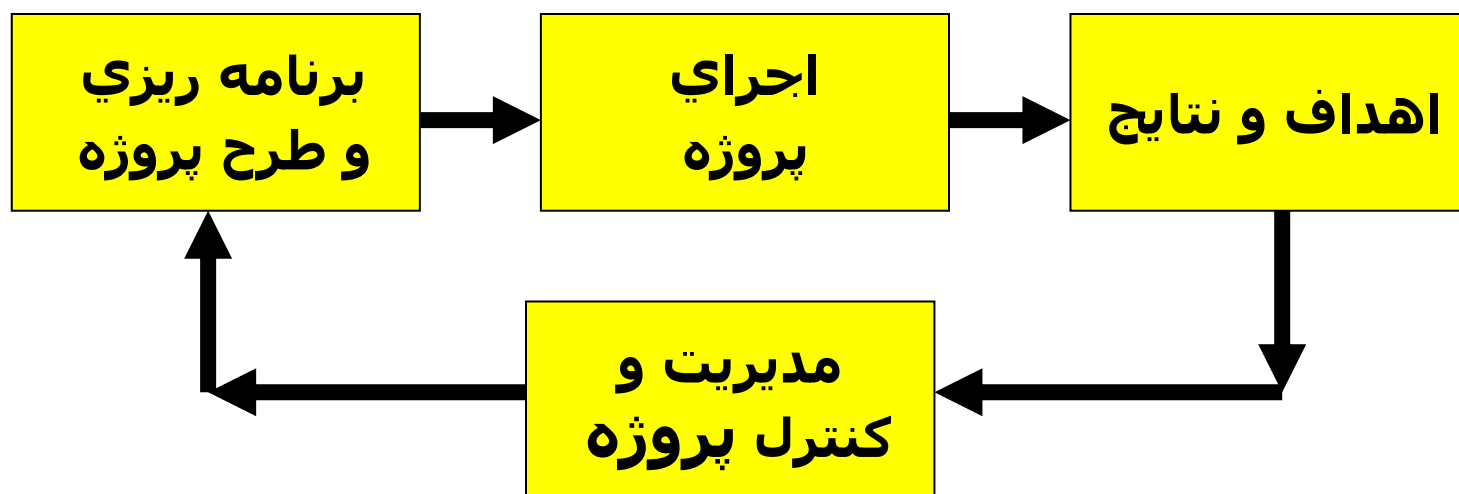 برنامه ريزي
و طرح پروژه
اجراي
پروژه
اهداف و نتايج
مديريت و
كنترل پروژه